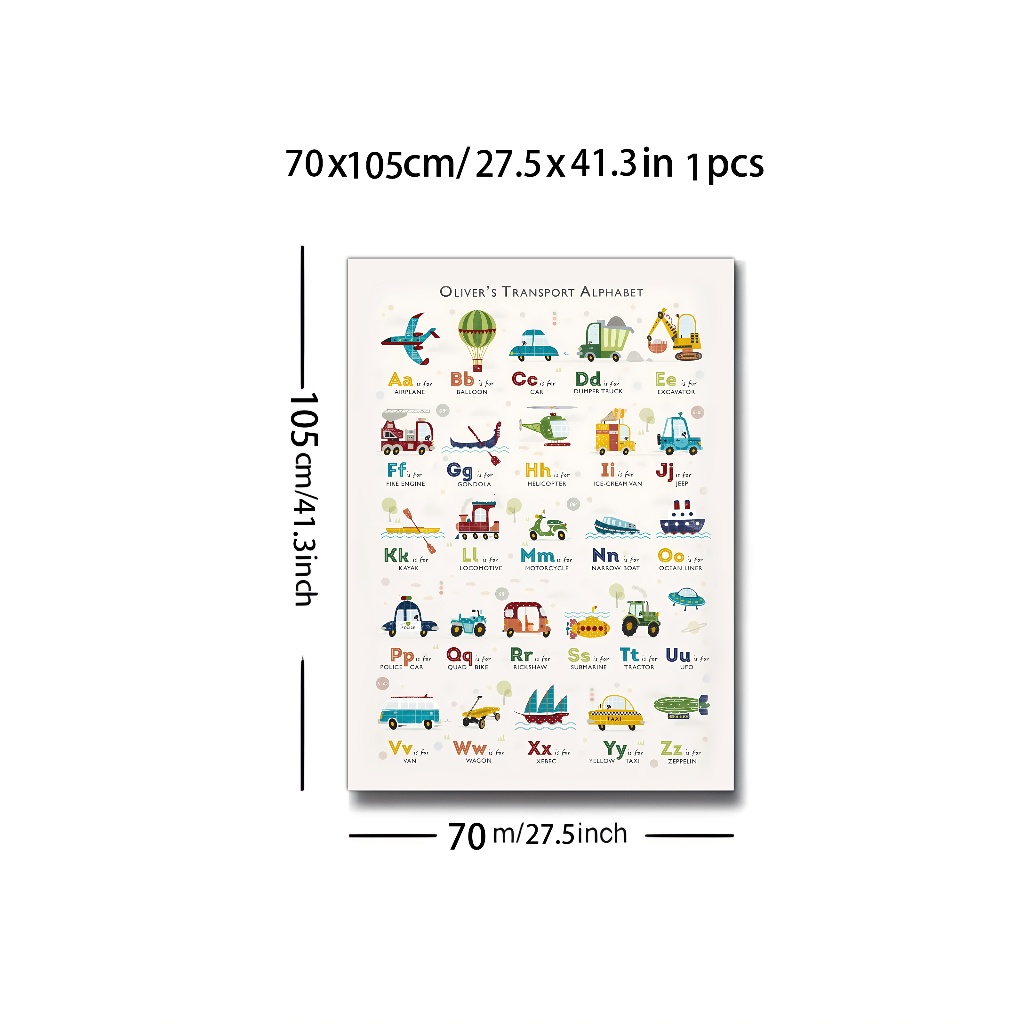 70x105cm/ 27.5x41.3in 1pcs
105cm/41.3inch
OLIVER'S TRANSPORT ALPHABET
Aa is for Bb is for Cc is for Dd is for Ee is for
AIRPLANE BALLOON CAR DUMPER TRUCK EXCAVATOR
Ff is for Gg is for Hh is for Ii is for Jj is for
FIRE ENGINE GONDOLA HELICOPTER ICE-CREAM VAN JEEP
Kk is for Ll is for Mm is for Nn is for Oo is for
KAYAK LOCOMOTIVE MOTORCYCLE NARROW BOAT OCEAN LINER
POLICE
Pp is for Qq is for Rr is for Ss is for Tt is for Uu is for
POLICE CAR QUAD BIKE RICKSHAW SUBMARINE TRACTOR UFO
TAXI
Vv is for Ww is for Xx is for Yy is for Zz is for
VAN WAGON XEBEC YELLOW TAXI ZEPPELIN
70 m/27.5inch